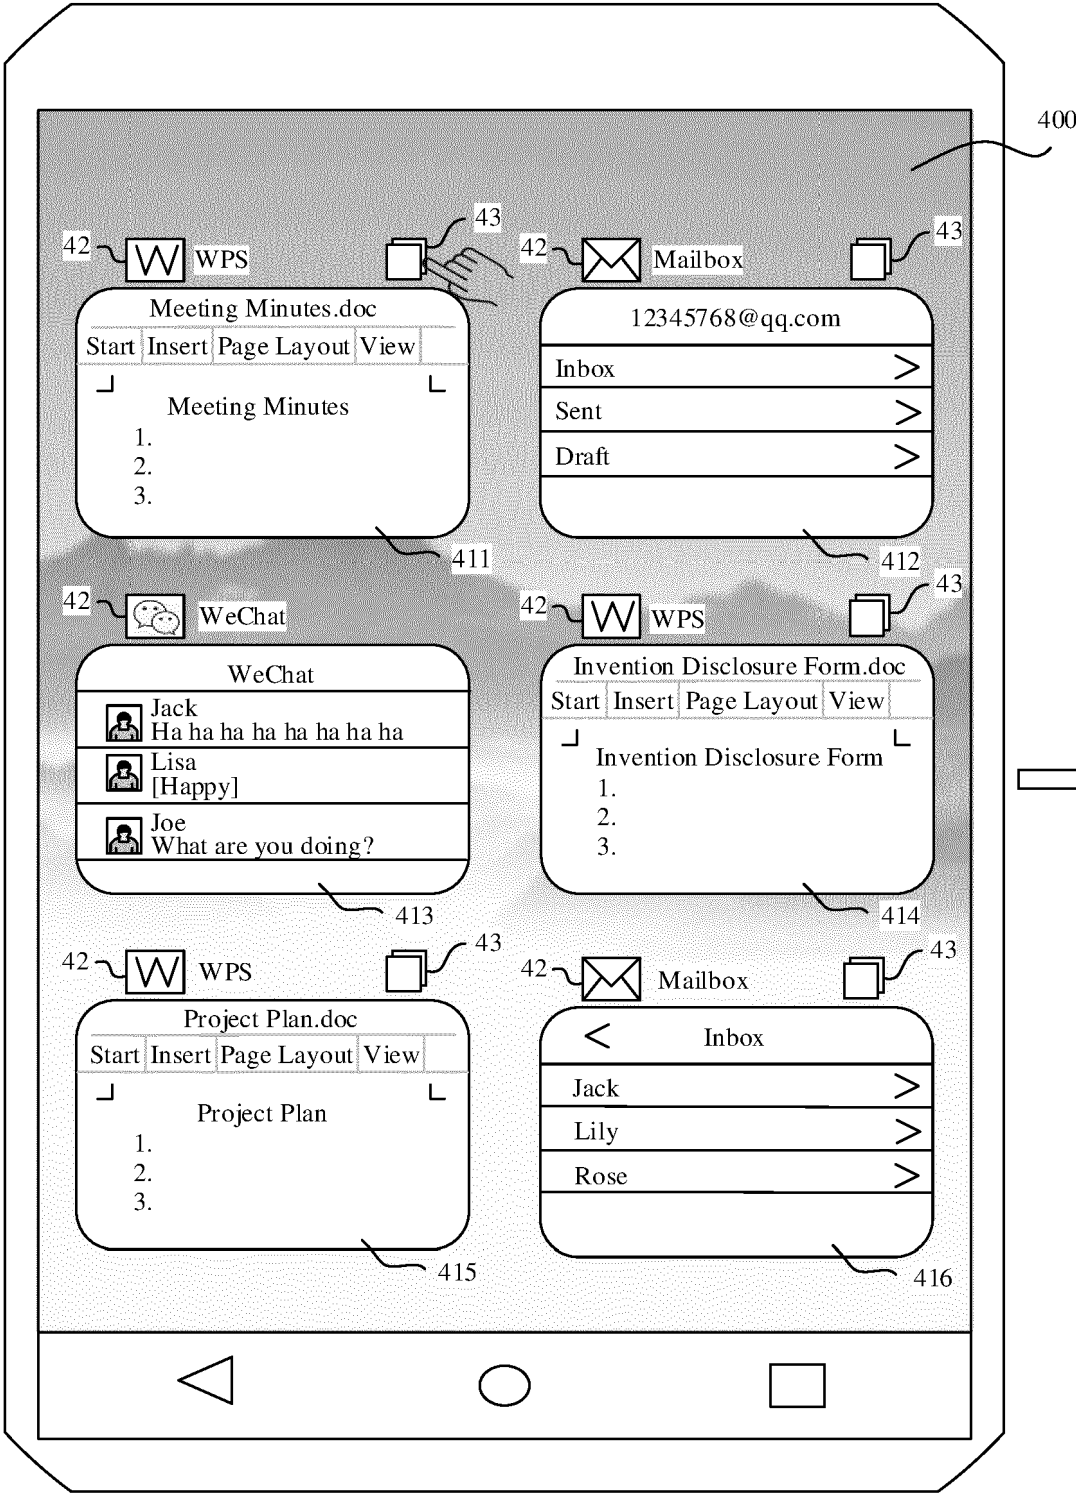 400
42 WPS 43
Meeting Minutes.doc
Start Insert Page Layout View
Meeting Minutes
1.
2.
3.
411
42 Mailbox 43
12345768@qq.com
Inbox >
Sent >
Draft >
412
42 WeChat
WeChat
Jack
Ha ha ha ha ha ha ha ha
Lisa
[Happy]
Joe
What are you doing?
413
42 WPS 43
Invention Disclosure Form.doc
Start Insert Page Layout View
Invention Disclosure Form
1.
2.
3.
414
42 WPS 43
Project Plan.doc
Start Insert Page Layout View
Project Plan
1.
2.
3.
415
42 Mailbox 43
< Inbox
Jack >
Lily >
Rose >
416